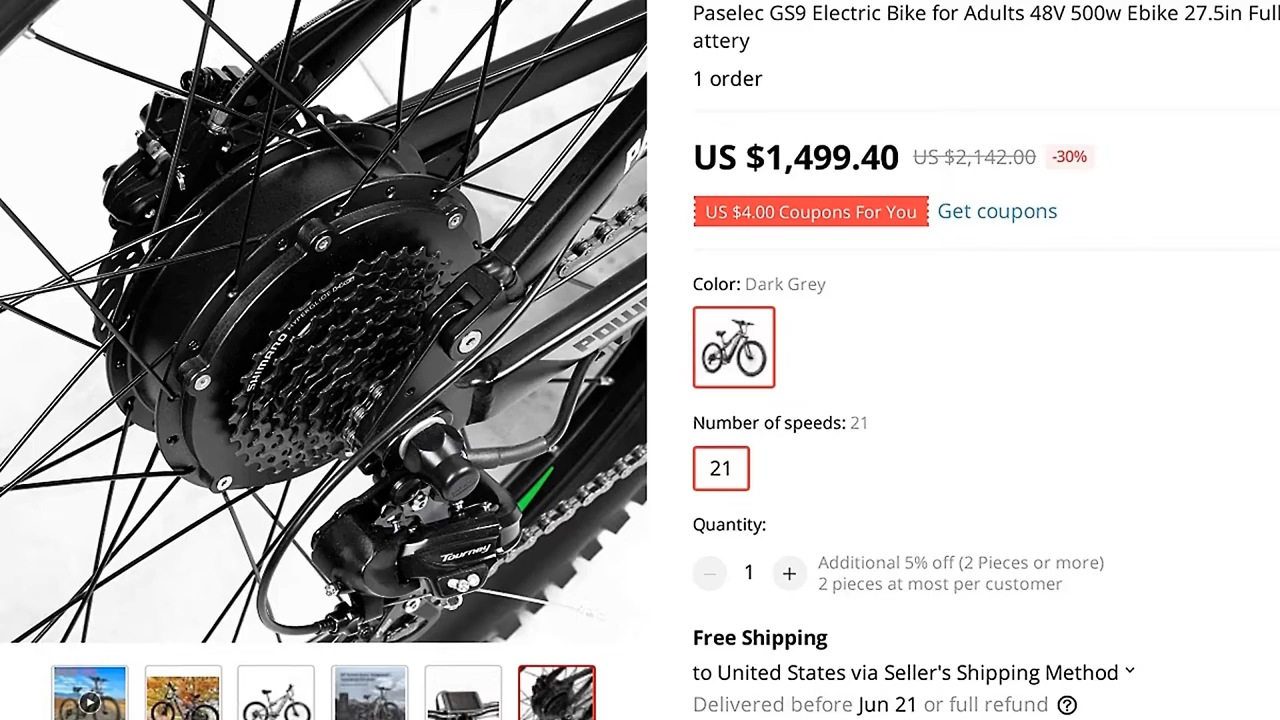 Paselec GS9 Electric Bike for Adults 48V 500w Ebike 27.5in Full
attery
1 order
US $1,499.40 US $2,142.00 -30%
US $4.00 Coupons For You Get coupons
Color: Dark Grey
Number of speeds: 21
21
Quantity:
1 + Additional 5% off (2 Pieces or more)
2 pieces at most per customer
Free Shipping
to United States via Seller's Shipping Method
Delivered before Jun 21 or full refund ?
SHIMANO HYPERGLIDE
POW
Tourney